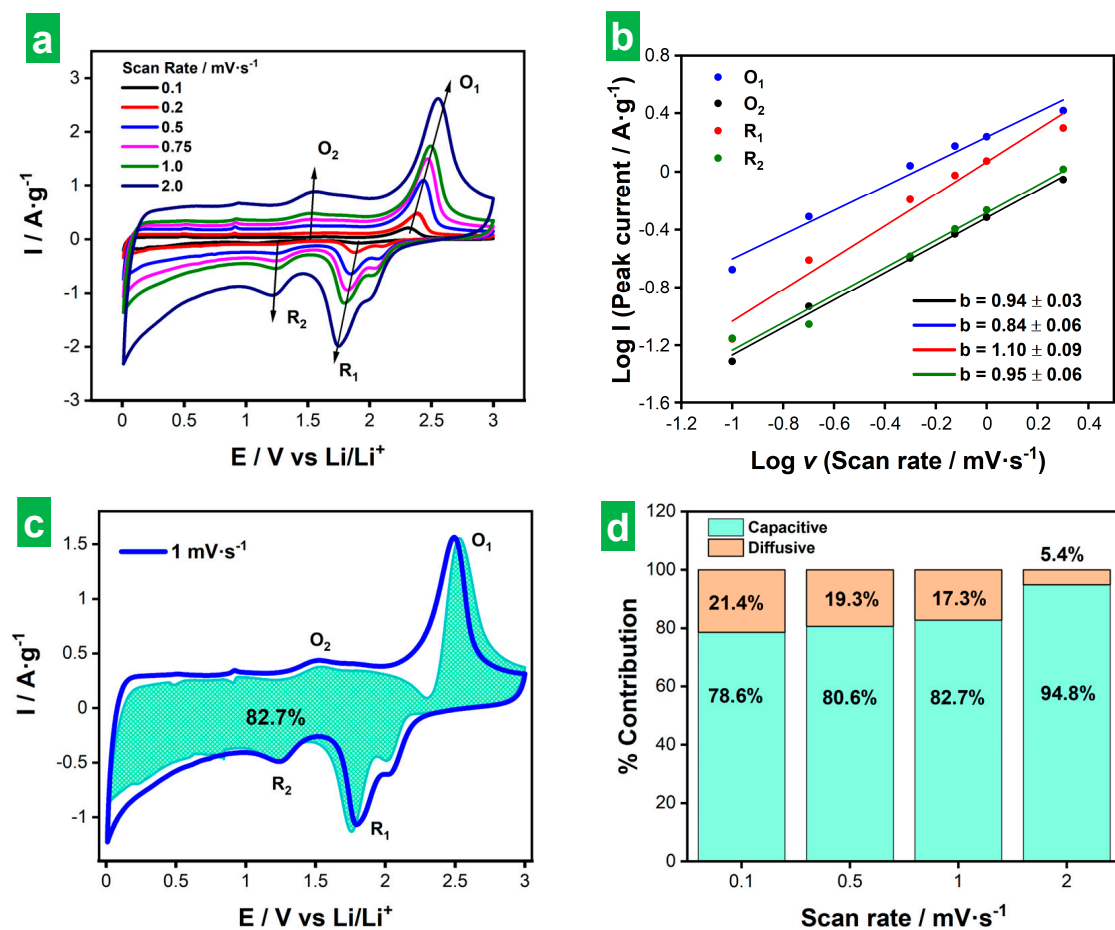 a
Scan Rate / mV·s⁻¹
0.1
0.2
0.5
0.75
1.0
2.0
O₁
O₂
R₂
R₁
3
2
1
0
-1
-2
-3
0
0.5
1
1.5
2
2.5
3
I / A·g⁻¹
E / V vs Li/Li⁺
b
O₁
O₂
R₁
R₂
b = 0.94 ± 0.03
b = 0.84 ± 0.06
b = 1.10 ± 0.09
b = 0.95 ± 0.06
0.8
0.4
0
-0.4
-0.8
-1.2
-1.6
-1.2
-1
-0.8
-0.6
-0.4
-0.2
0
0.2
0.4
Log I (Peak current / A·g⁻¹)
Log v (Scan rate / mV·s⁻¹)
c
1 mV·s⁻¹
O₁
O₂
82.7%
R₂
R₁
1.5
1
0.5
0
-0.5
-1
0
0.5
1
1.5
2
2.5
3
I / A·g⁻¹
E / V vs Li/Li⁺
d
Capacitive
Diffusive
5.4%
21.4%
19.3%
17.3%
78.6%
80.6%
82.7%
94.8%
120
100
80
60
40
20
0
0.1
0.5
1
2
% Contribution
Scan rate / mV·s⁻¹